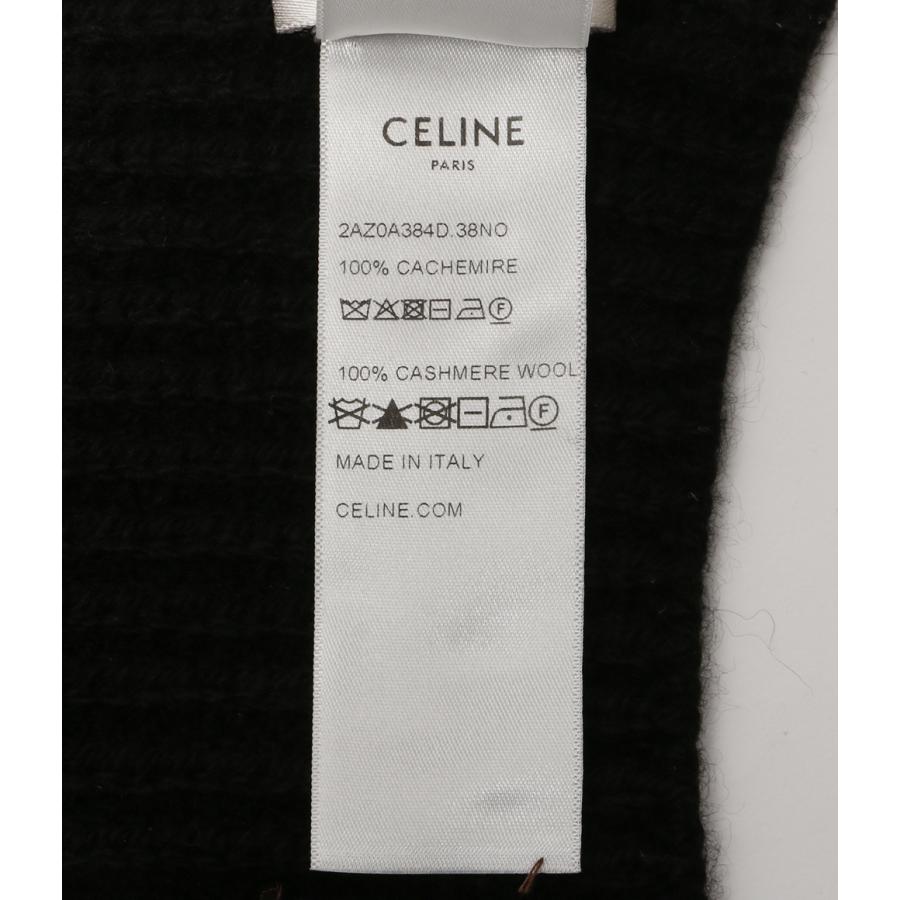 CELINE
PARIS
2AZ0A384D.38NO
100% CACHEMIRE
F
100% CASHMERE WOOL
F
MADE IN ITALY
CELINE.COM